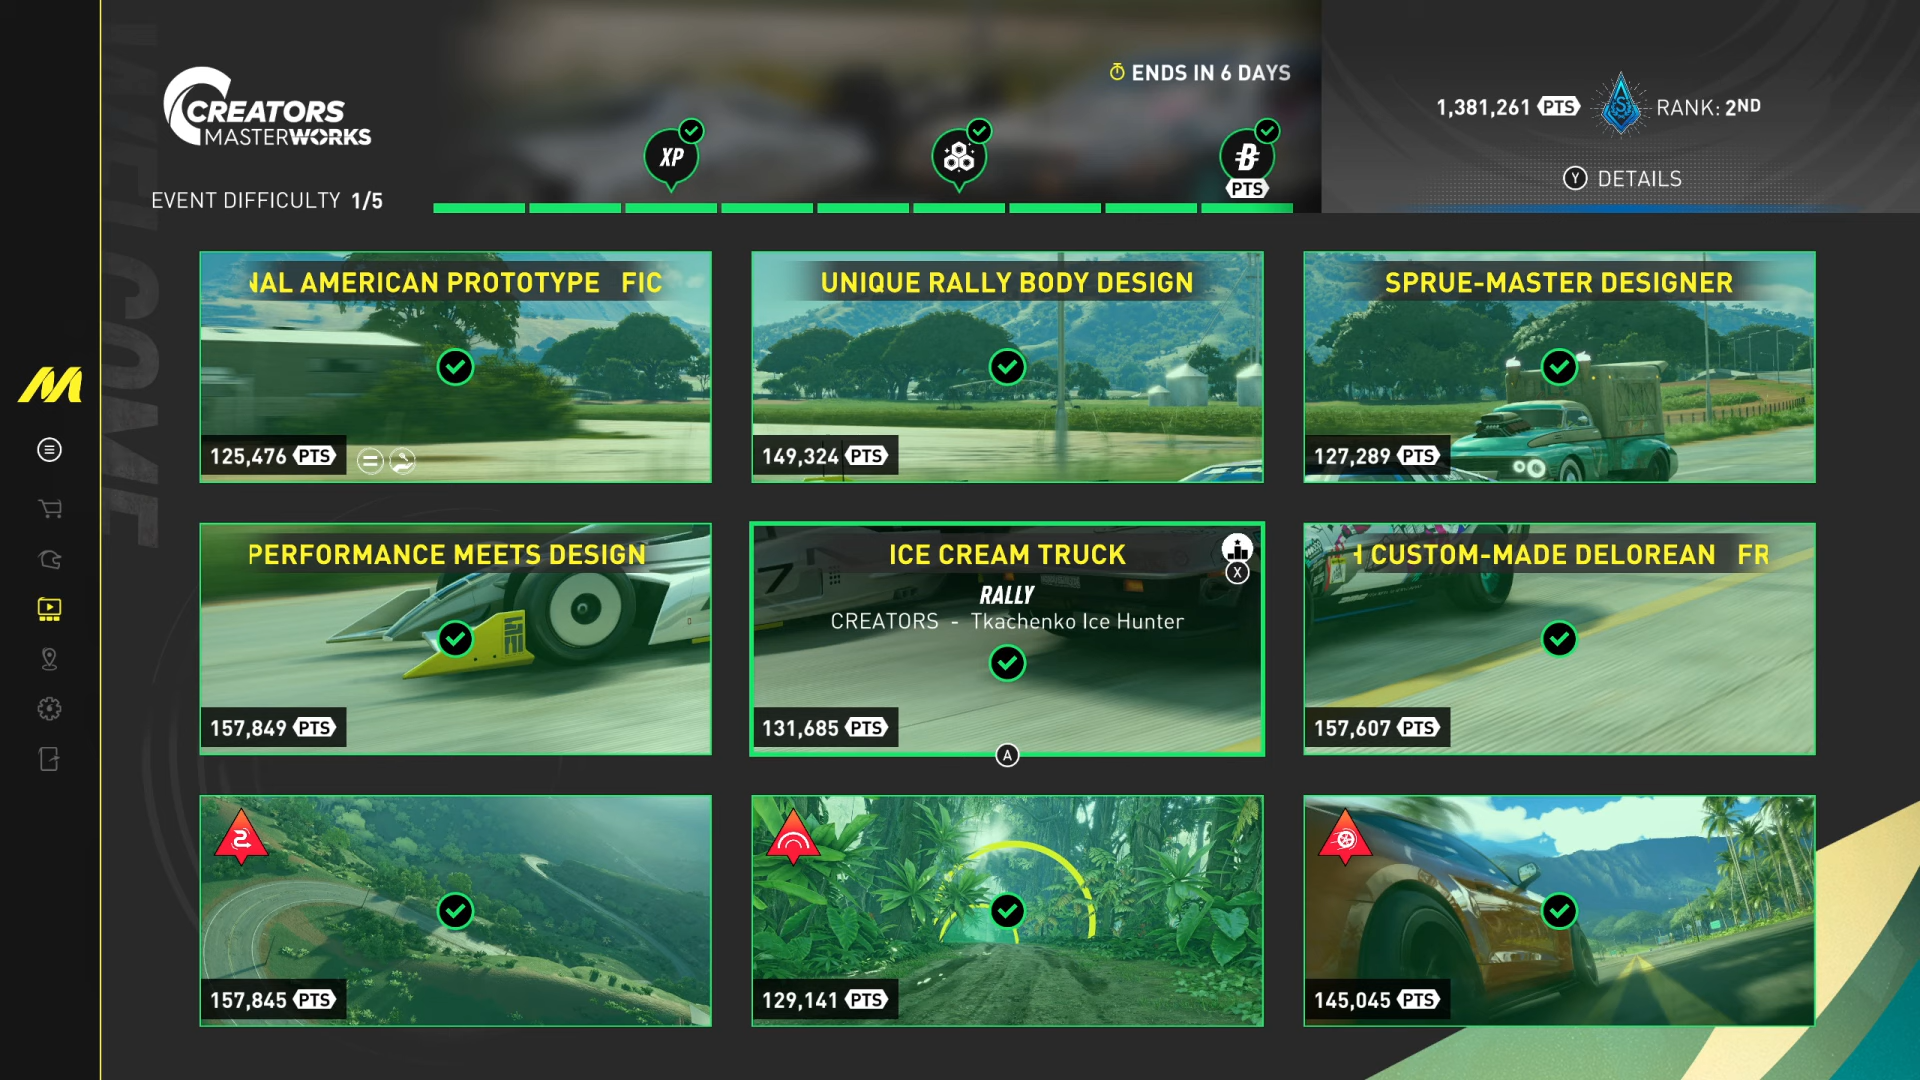 CREATORS
MASTERWORKS
EVENT DIFFICULTY 1/5
ENDS IN 6 DAYS
XP
PTS
1,381,261 PTS RANK: 2ND
Y DETAILS
NAL AMERICAN PROTOTYPE FIC
125,476 PTS
UNIQUE RALLY BODY DESIGN
149,324 PTS
SPRUE-MASTER DESIGNER
127,289 PTS
PERFORMANCE MEETS DESIGN
157,849 PTS
ICE CREAM TRUCK
X
RALLY
CREATORS - Tkachenko Ice Hunter
131,685 PTS
A
CUSTOM-MADE DELOREAN FR
157,607 PTS
157,845 PTS
129,141 PTS
145,045 PTS
WELCOME